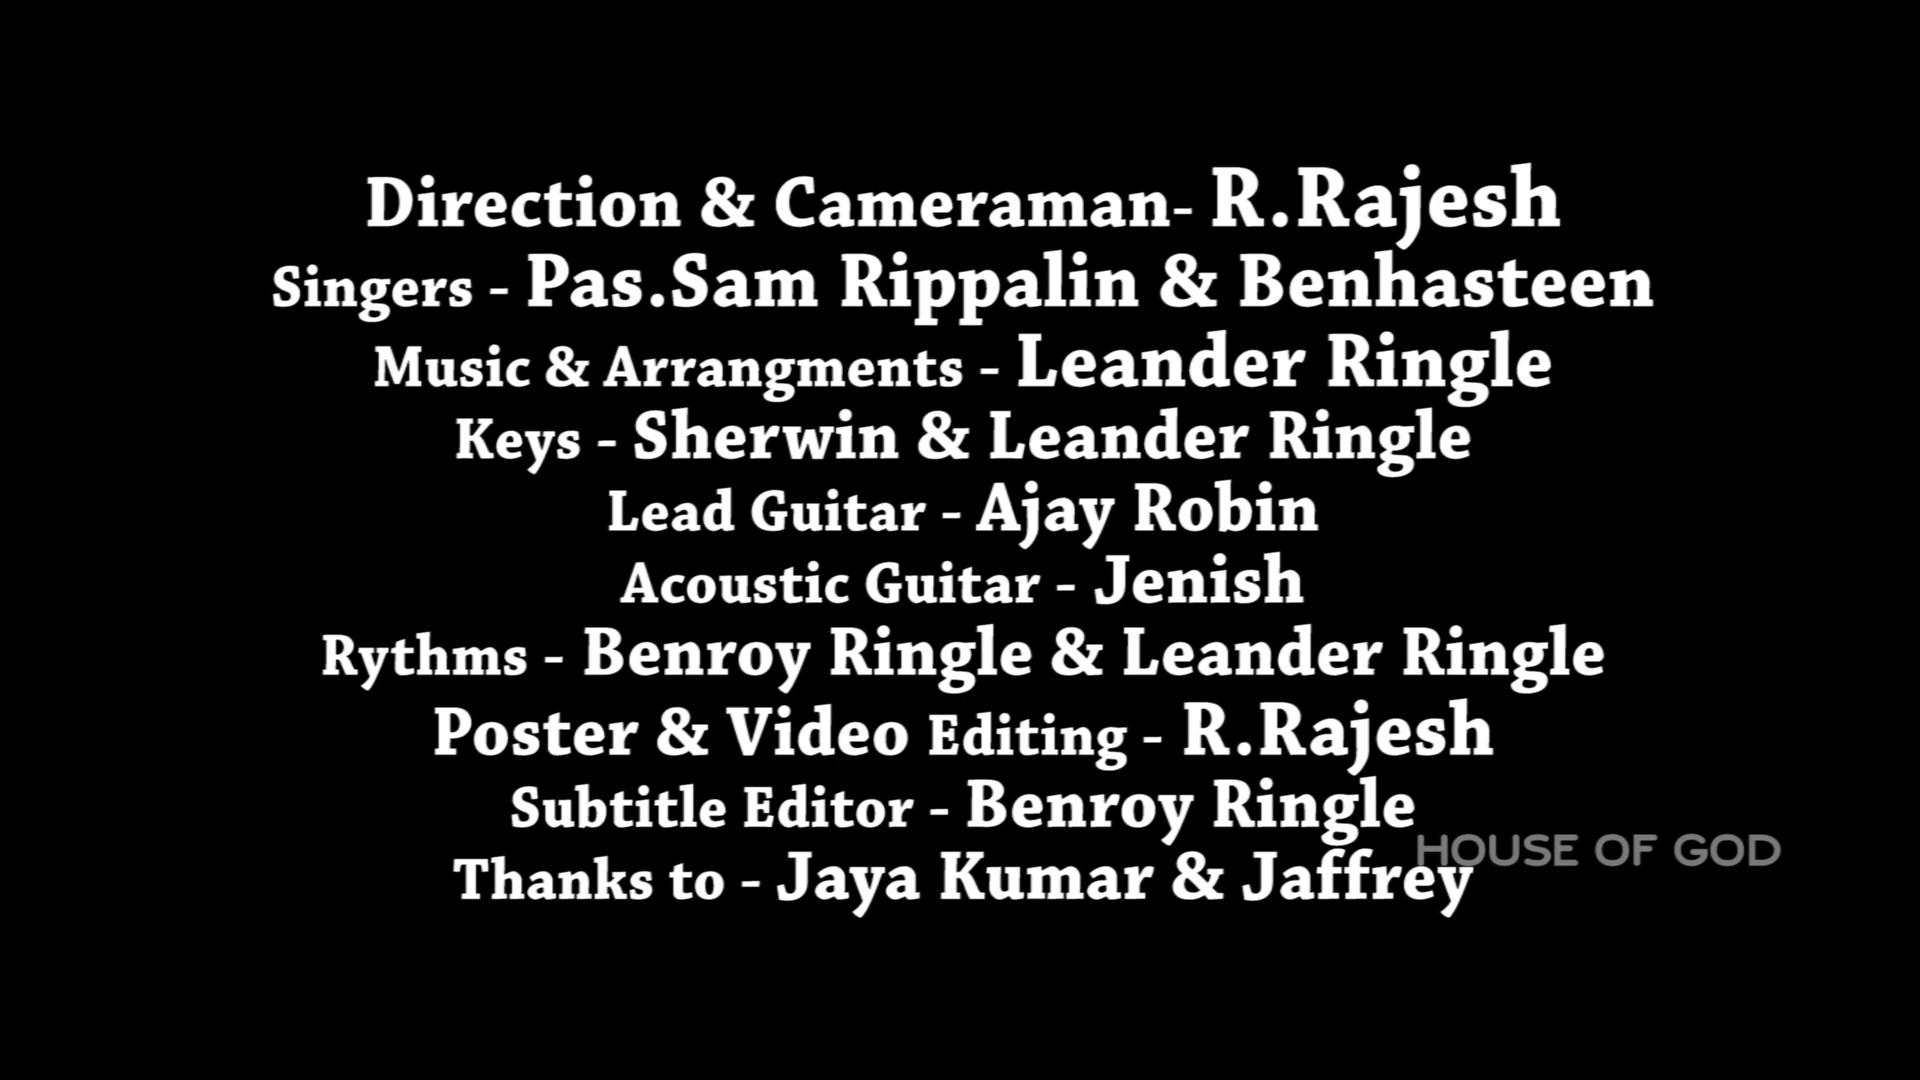 Direction & Cameraman- R.Rajesh
Singers - Pas.Sam Rippalin & Benhasteen
Music & Arrangments - Leander Ringle
Keys - Sherwin & Leander Ringle
Lead Guitar - Ajay Robin
Acoustic Guitar - Jenish
Rythms - Benroy Ringle & Leander Ringle
Poster & Video Editing - R.Rajesh
Subtitle Editor - Benroy Ringle
HOUSE OF GOD
Thanks to - Jaya Kumar & Jaffrey